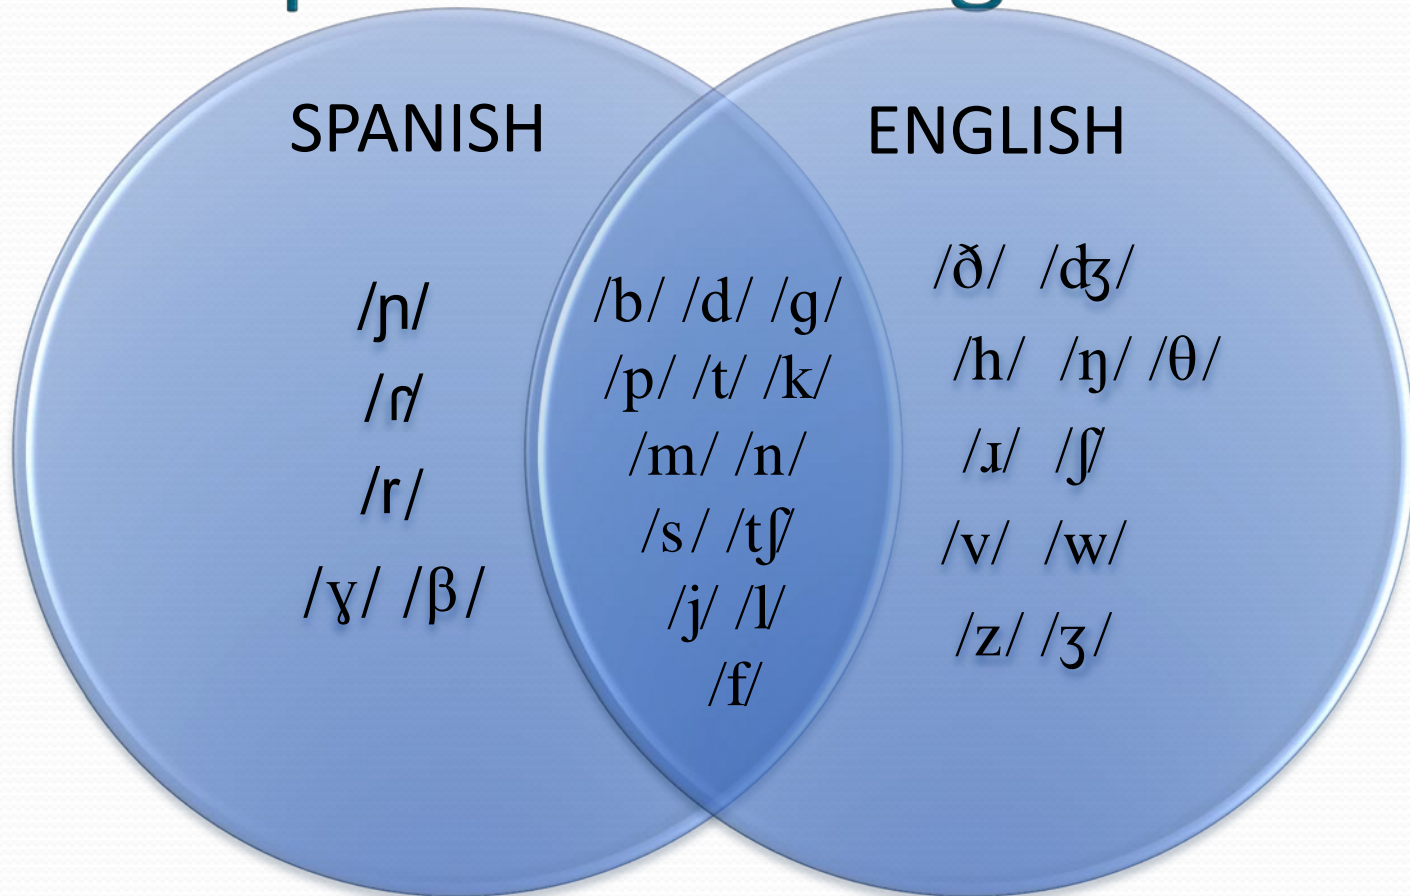 SPANISH
ENGLISH
/ɲ/
/ɾ/
/r/
/ɣ/ /β/
/b/ /d/ /g/
/p/ /t/ /k/
/m/ /n/
/s/ /tʃ/
/j/ /l/
/f/
/ð/ /ʤ/
/h/ /ŋ/ /θ/
/ɹ/ /ʃ/
/v/ /w/
/z/ /ʒ/